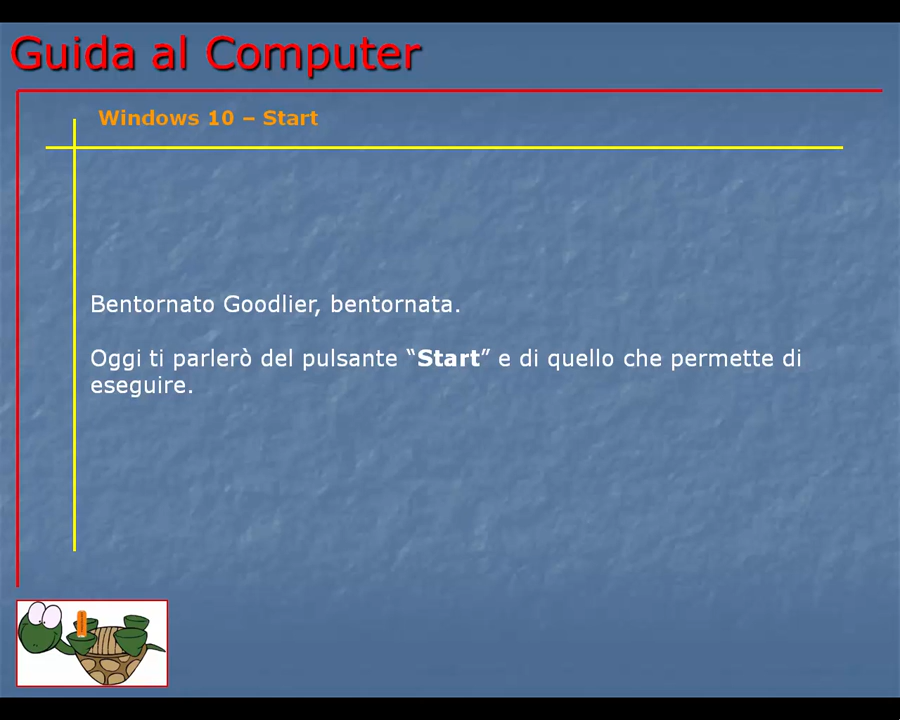 Guida al Computer
Windows 10 – Start
Bentornato Goodlier, bentornata.
Oggi ti parlerò del pulsante “Start” e di quello che permette di
eseguire.